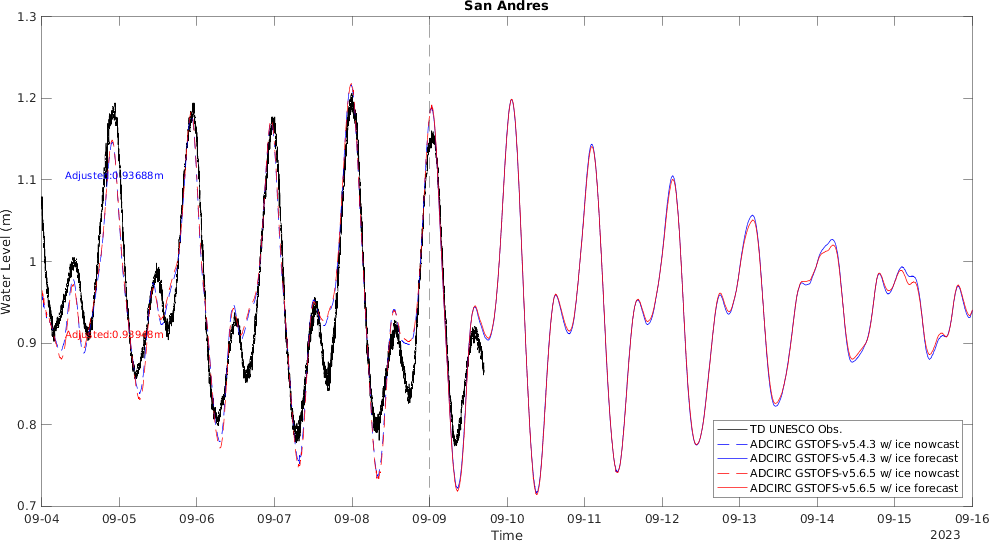 San Andres
1.3
1.2
1.1
1
0.9
0.8
0.7
Water Level (m)
Adjusted:0.93688m
09-04
09-05
09-06
09-07
09-08
09-09
09-10
09-11
09-12
09-13
09-14
09-15
09-16
Time
2023
TD UNESCO Obs.
ADCIRC GSTOFS-v5.4.3 w/ ice nowcast
ADCIRC GSTOFS-v5.4.3 w/ ice forecast
ADCIRC GSTOFS-v5.6.5 w/ ice nowcast
ADCIRC GSTOFS-v5.6.5 w/ ice forecast